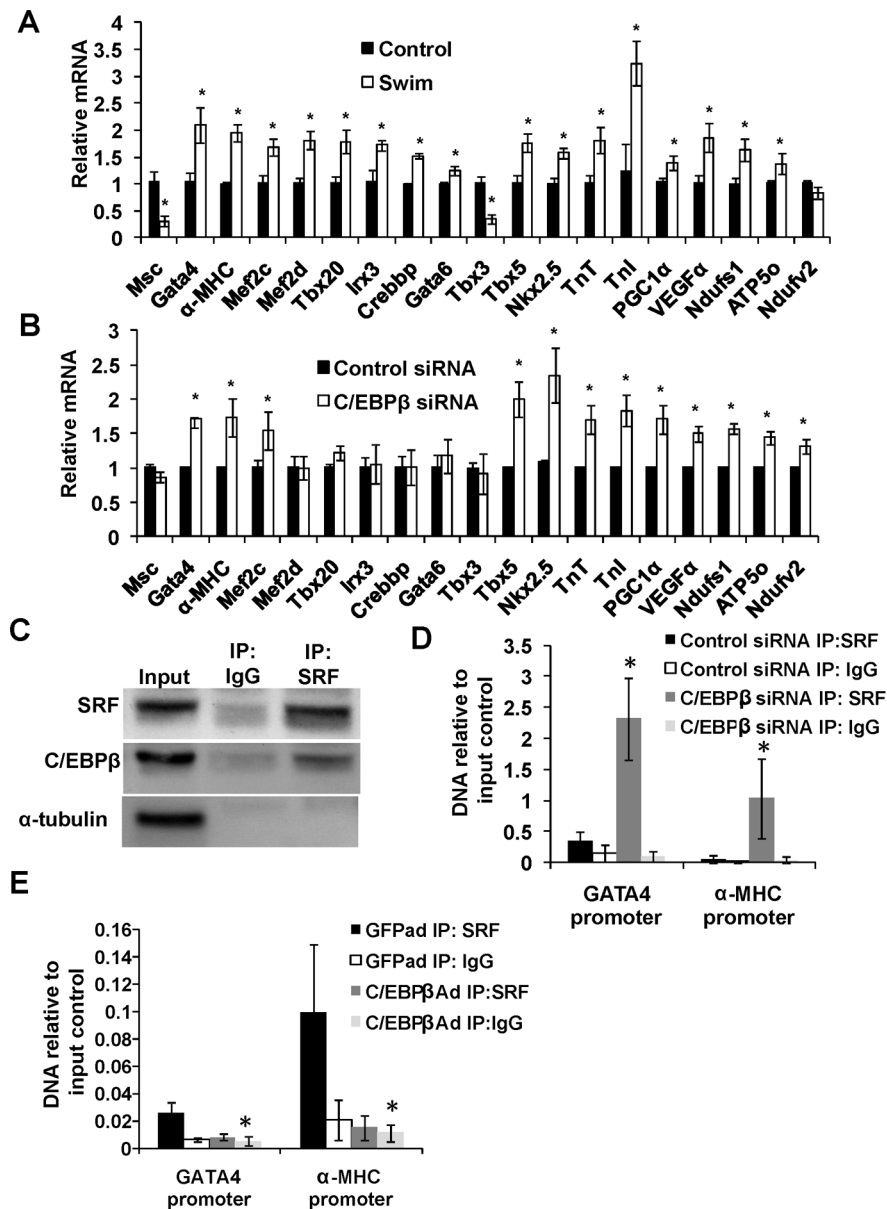 A
Relative mRNA
4
3.5
3
2.5
2
1.5
1
0.5
0
Control
Swim
* * * * * * * * * * * * * * * * * *
Msc Gata4 α-MHC Mef2c Mef2d Tbx20 Irx3 Crebbp Gata6 Tbx3 Tbx5 Nkx2.5 TnT TnI PGC1α VEGFα Ndufs1 ATP5o Ndufv2
B
Relative mRNA
3
2.5
2
1.5
1
0.5
0
Control siRNA
C/EBPβ siRNA
* * * * * * * * * * * *
Msc Gata4 α-MHC Mef2c Mef2d Tbx20 Irx3 Crebbp Gata6 Tbx3 Tbx5 Nkx2.5 TnT TnI PGC1α VEGFα Ndufs1 ATP5o Ndufv2
C
Input IP: IgG IP: SRF
SRF
C/EBPβ
α-tubulin
D
DNA relative to
input control
3.5
3
2.5
2
1.5
1
0.5
0
Control siRNA IP:SRF
Control siRNA IP: IgG
C/EBPβ siRNA IP: SRF
C/EBPβ siRNA IP: IgG
* *
GATA4 promoter
α-MHC promoter
E
DNA relative to
input control
0.16
0.14
0.12
0.1
0.08
0.06
0.04
0.02
0
GFPad IP: SRF
GFPad IP: IgG
C/EBPβAd IP:SRF
C/EBPβAd IP:IgG
* *
GATA4 promoter
α-MHC promoter